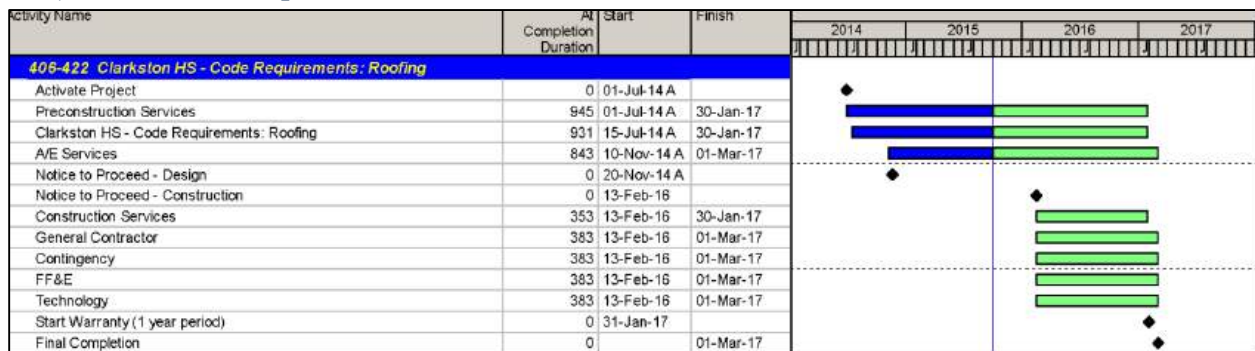 Activity Name At Completion Duration Start Finish 2014 2015 2016 2017
406-422 Clarkston HS - Code Requirements: Roofing
Activate Project 0 01-Jul-14 A
Preconstruction Services 945 01-Jul-14 A 30-Jan-17
Clarkston HS - Code Requirements: Roofing 931 15-Jul-14 A 30-Jan-17
A/E Services 843 10-Nov-14 A 01-Mar-17
Notice to Proceed - Design 0 20-Nov-14 A
Notice to Proceed - Construction 0 13-Feb-16
Construction Services 353 13-Feb-16 30-Jan-17
General Contractor 383 13-Feb-16 01-Mar-17
Contingency 383 13-Feb-16 01-Mar-17
FF&E 383 13-Feb-16 01-Mar-17
Technology 383 13-Feb-16 01-Mar-17
Start Warranty (1 year period) 0 31-Jan-17
Final Completion 0 01-Mar-17